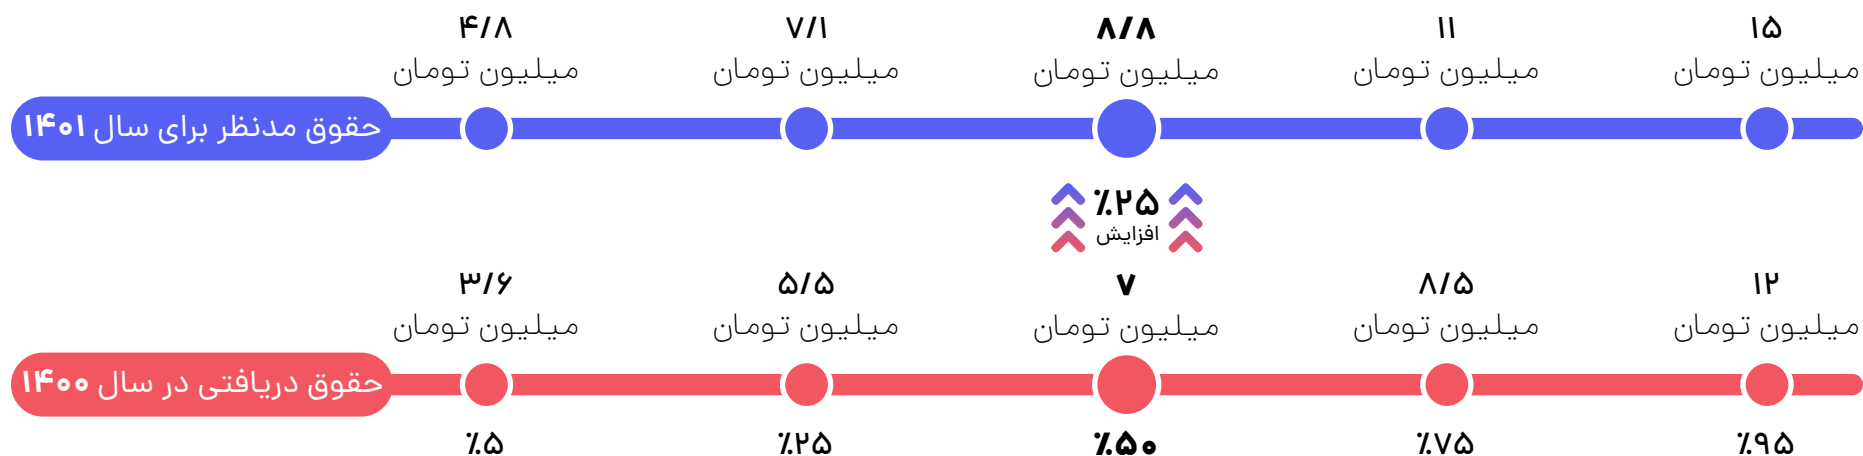 ۴/۸
میلیون تومان
۷/۱
میلیون تومان
۸/۸
میلیون تومان
۱۱
میلیون تومان
۱۵
میلیون تومان
حقوق مدنظر برای سال ۱۴۰۱
٪۲۵
افزایش
۳/۶
میلیون تومان
۵/۵
میلیون تومان
۷
میلیون تومان
۸/۵
میلیون تومان
۱۲
میلیون تومان
حقوق دریافتی در سال ۱۴۰۰
٪۵
٪۲۵
٪۵۰
٪۷۵
٪۹۵